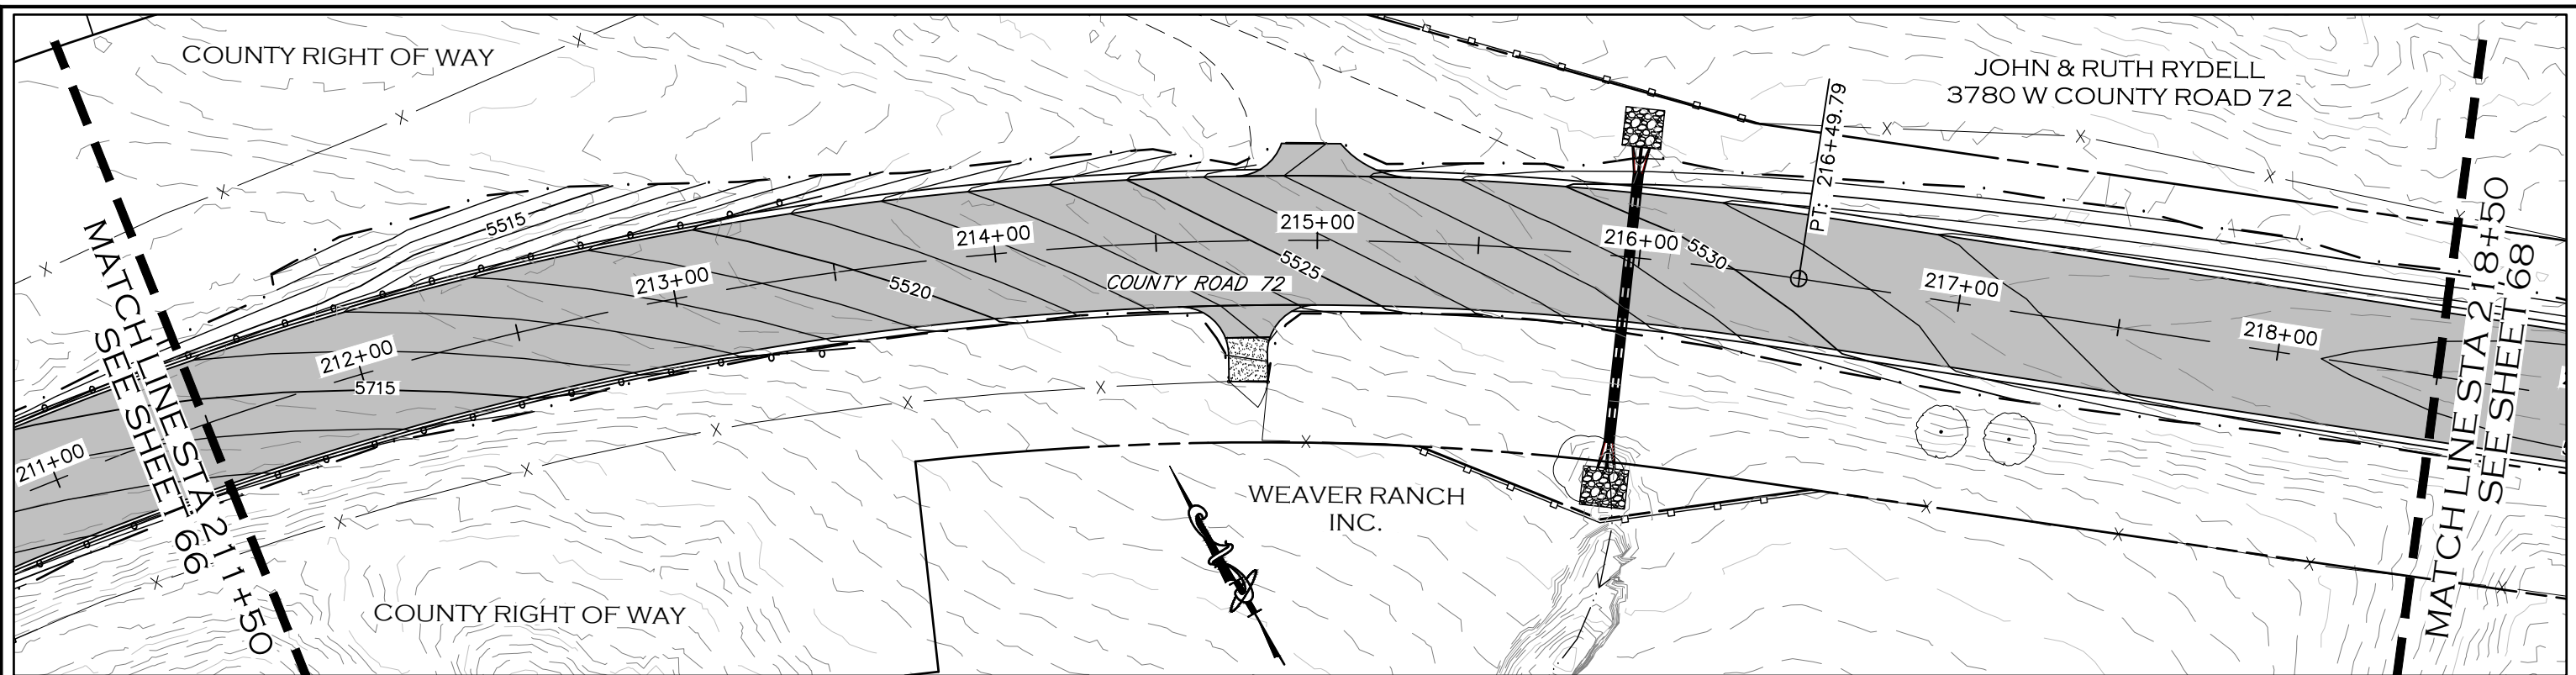 COUNTY RIGHT OF WAY
JOHN & RUTH RYDELL
3780 W COUNTY ROAD 72
PT: 216+49.79
MATCH LINE STA 211+50
SEE SHEET 66
MATCH LINE STA 218+50
SEE SHEET 68
5515
211+00
212+00
213+00
214+00
215+00
216+00
217+00
218+00
5715
5520
5525
5530
COUNTY ROAD 72
WEAVER RANCH
INC.
COUNTY RIGHT OF WAY